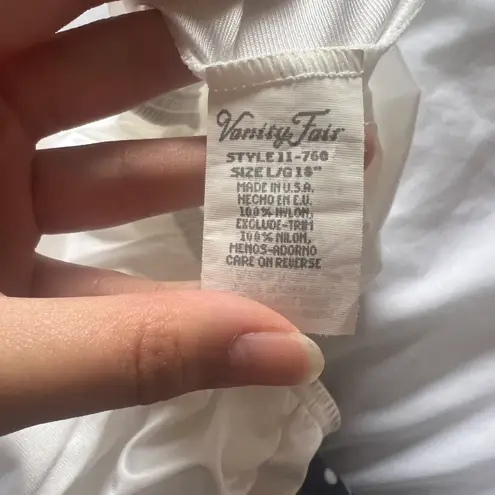 Vanity Fair
STYLE 11-760
SIZE L/G 18"
MADE IN U.S.A.
HECHO EN E.U.
100% NYLON,
EXCLUDE-TRIM
100% NILON,
MENOS-ADORNO
CARE ON REVERSE